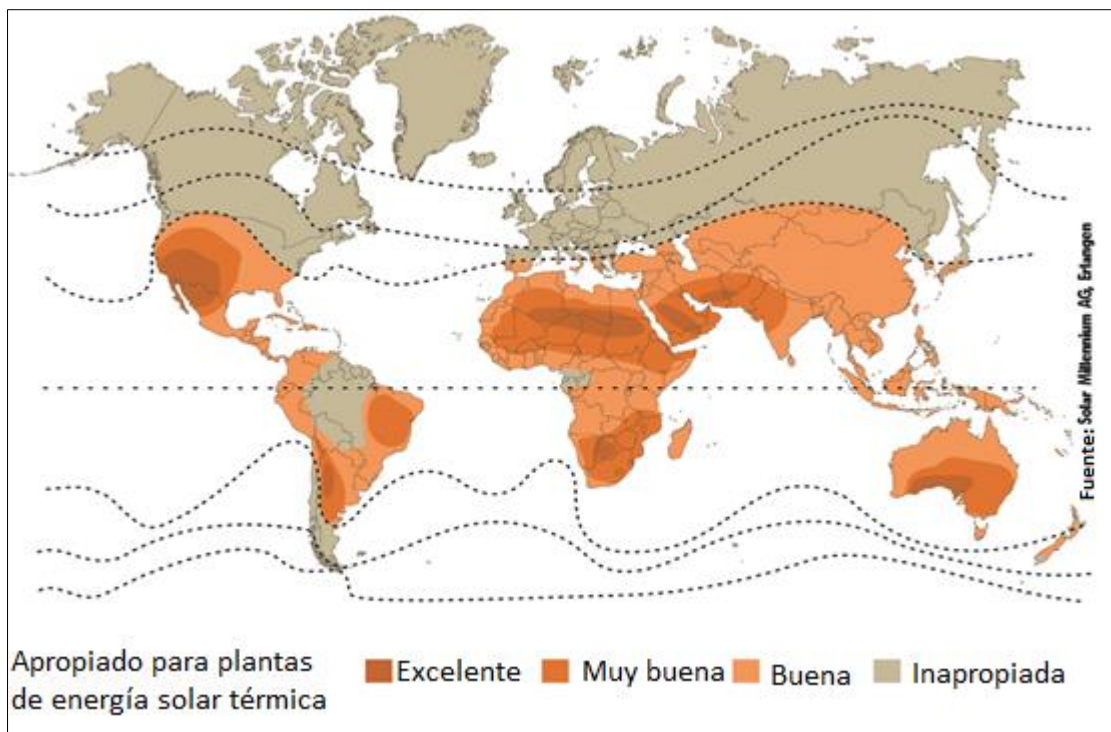 Fuente: Solar Millennium AG, Erlangen
Apropiado para plantas
de energía solar térmica
Excelente
Muy buena
Buena
Inapropiada